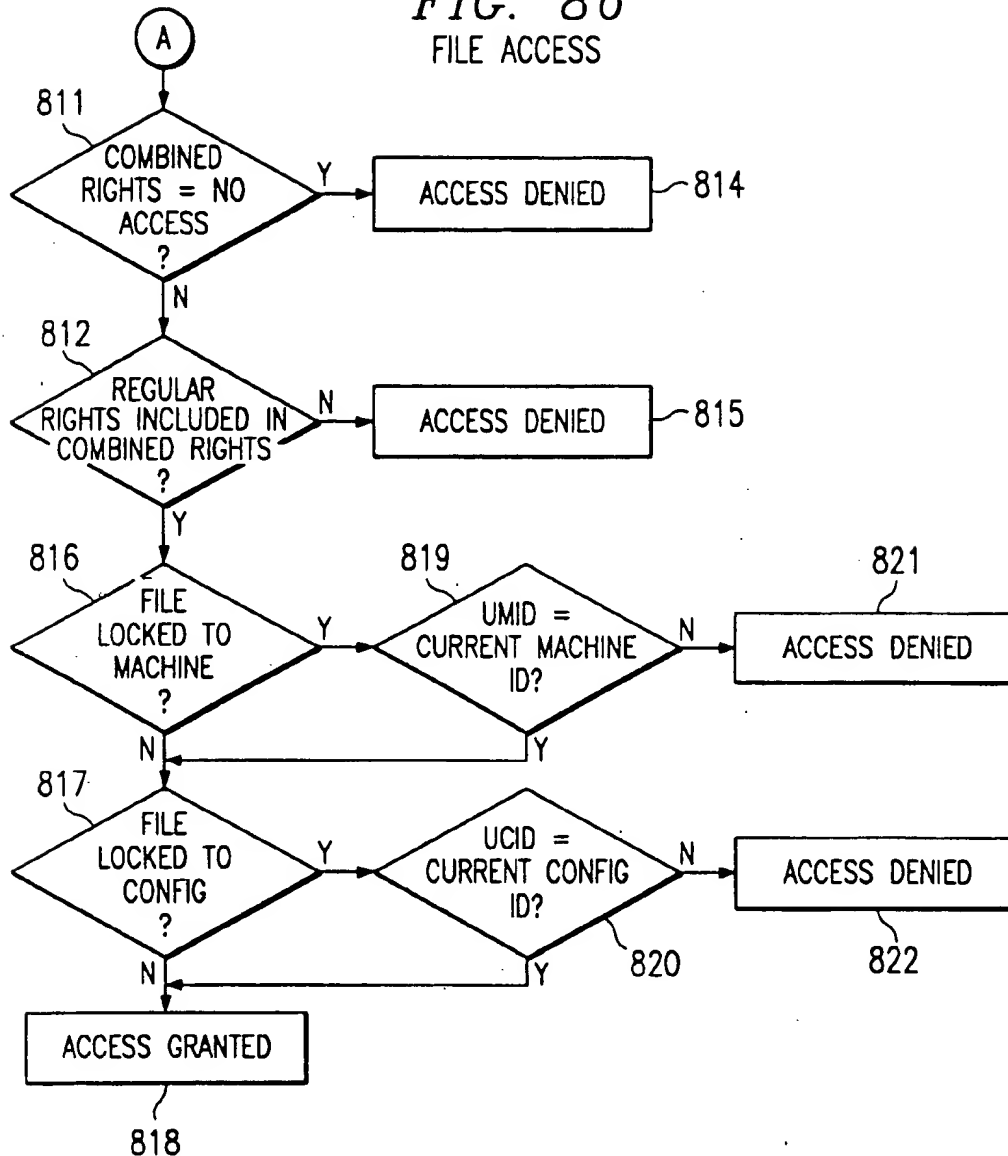 FIG.
FILE ACCESS
A
811
COMBINED
RIGHTS = NO
ACCESS
?
Y
ACCESS DENIED
814
N
812
REGULAR
RIGHTS INCLUDED IN
COMBINED RIGHTS
?
N
ACCESS DENIED
815
Y
816
FILE
LOCKED TO
MACHINE
?
Y
819
UMID =
CURRENT MACHINE
ID?
N
821
ACCESS DENIED
N
Y
817
FILE
LOCKED TO
CONFIG
?
Y
UCID =
CURRENT CONFIG
ID?
N
ACCESS DENIED
820
822
N
Y
ACCESS GRANTED
818